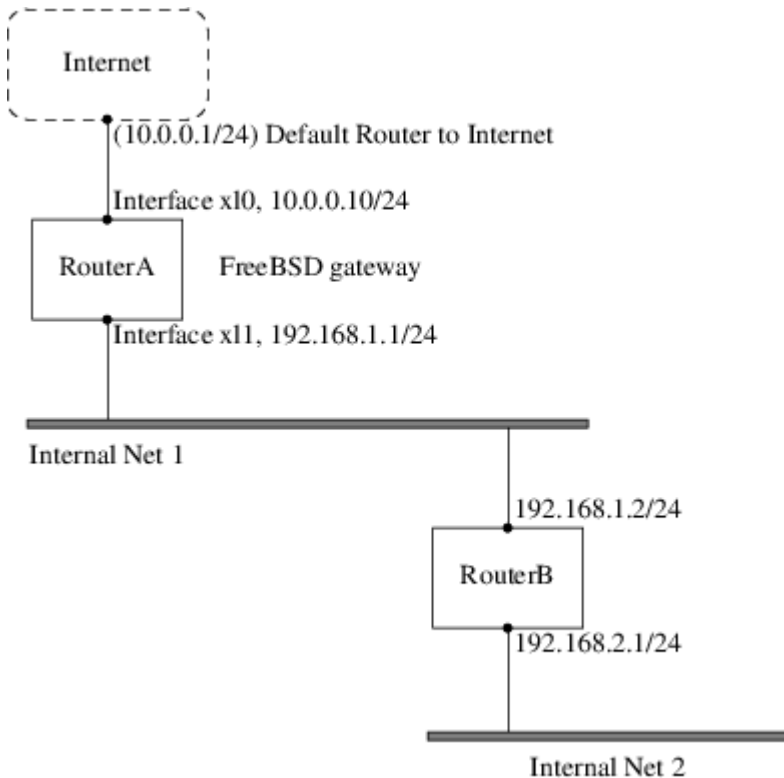 Internet
(10.0.0.1/24) Default Router to Internet
Interface xl0, 10.0.0.10/24
RouterA
FreeBSD gateway
Interface xl1, 192.168.1.1/24
Internal Net 1
192.168.1.2/24
RouterB
192.168.2.1/24
Internal Net 2